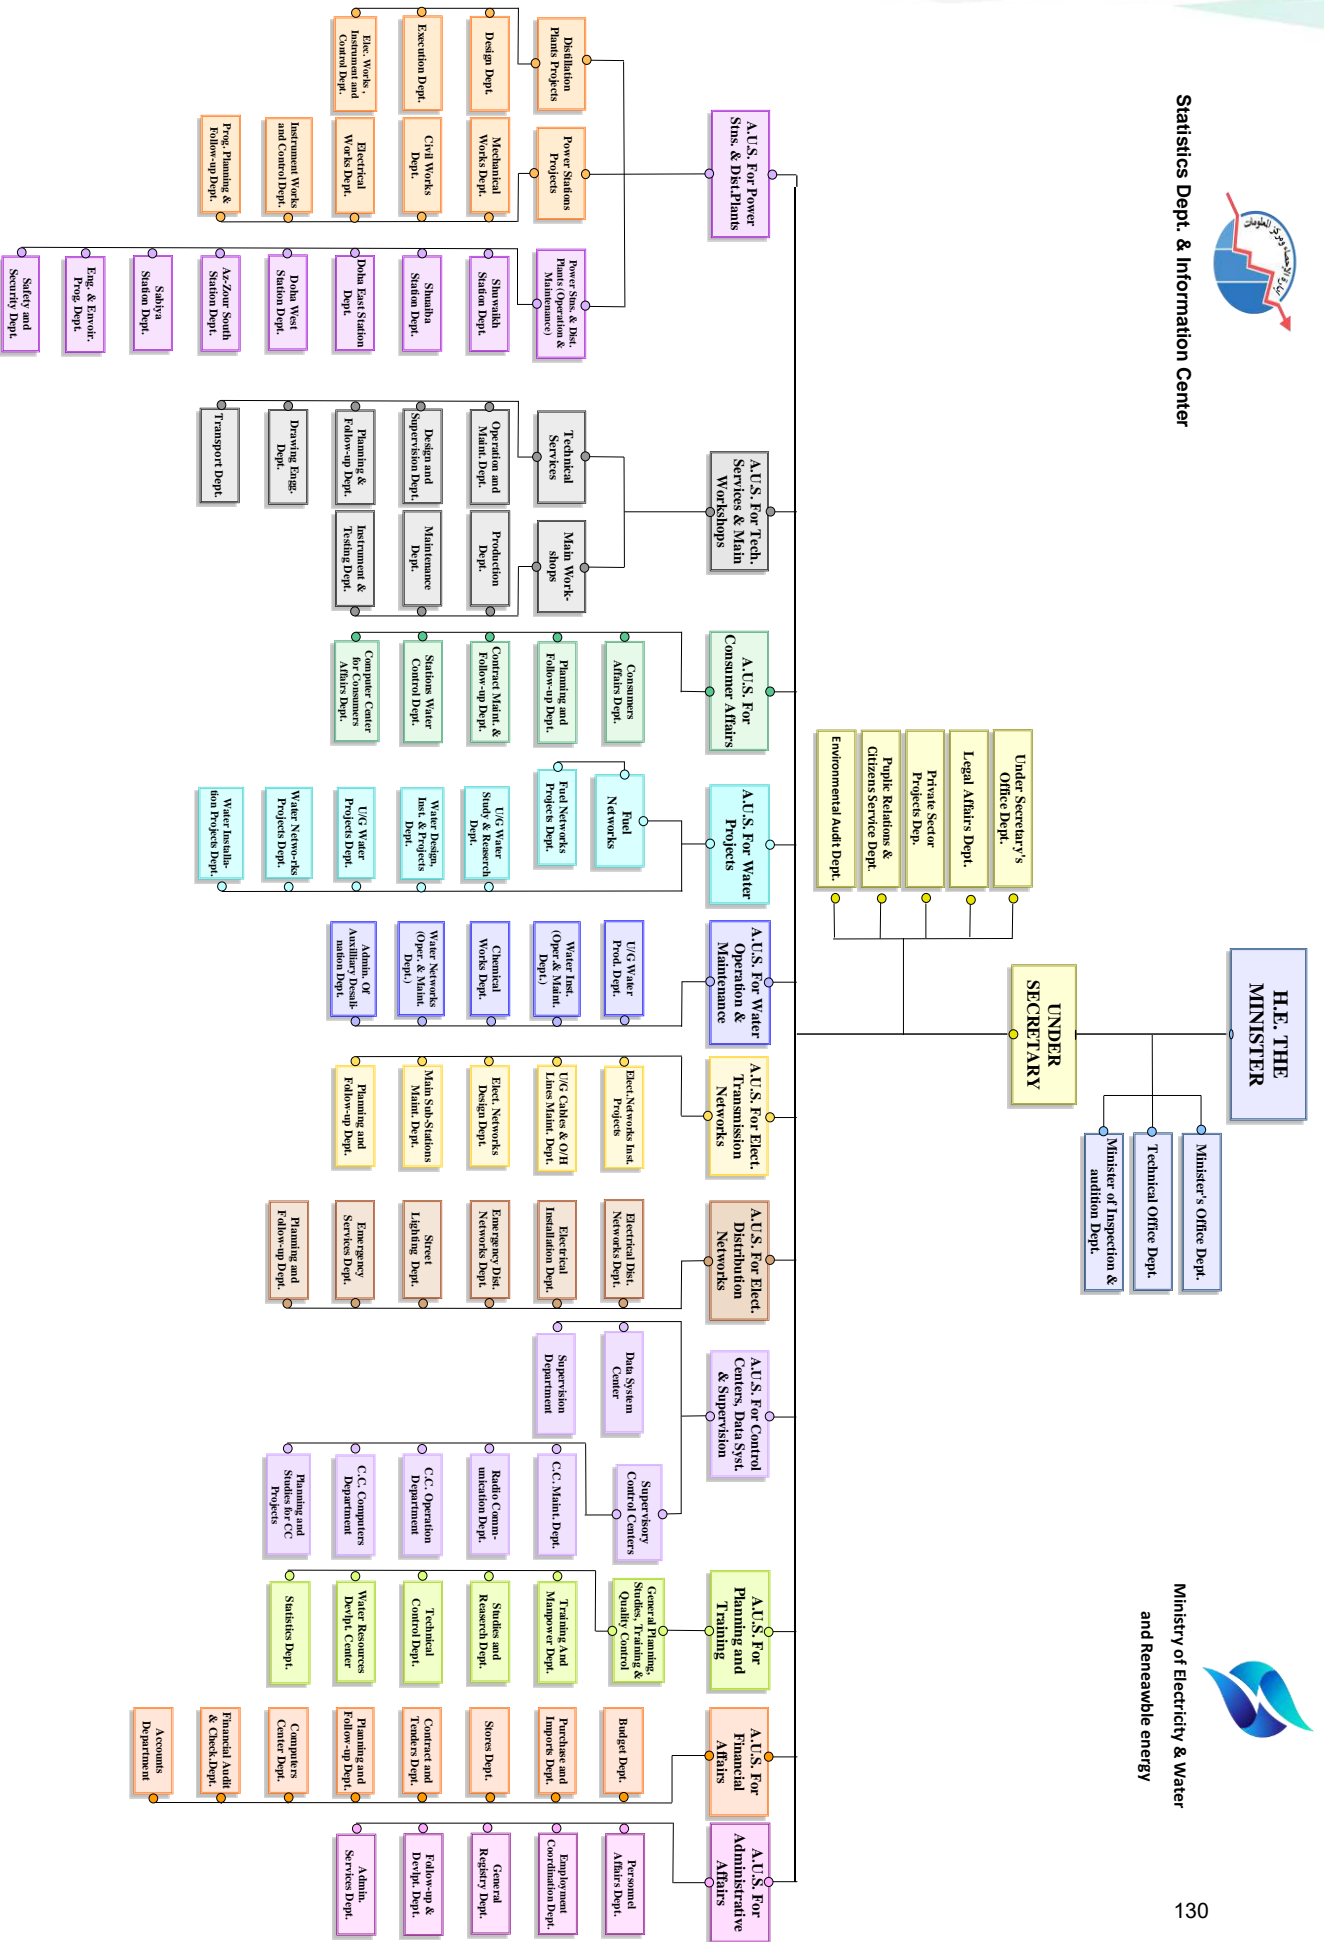 Statistics Dept. & Information Center
إدارة الإحصاء ومركز المعلومات
Ministry of Electricity & Water
and Reneawble energy
130
H.E. THE
MINISTER
Minister's Office Dept.
Technical Office Dept.
Minister of Inspection &
audition Dept.
UNDER
SECRETARY
Under Secretary's
Office Dept.
Legal Affairs Dept.
Private Sector
Projects Dep.
Puplic Relations &
Citizens Service Dept.
Environmental Audit Dept.
A.U.S. For Power
Stns. & Dist.Plants
Distillation
Plants Projects
Design Dept.
Execution Dept.
Elec. Works ,
Instrument and
Control Dept.
Power Stations
Projects
Mechanical
Works Dept.
Civil Works
Dept.
Electrical
Works Dept.
Instrument Works
and Control Dept.
Prog. Planning &
Follow-up Dept.
Power Stns. & Dist.
Plants (Operation &
Maintenance)
Shuwaikh
Station Dept.
Shuaiba
Station Dept.
Doha East Station
Dept.
Doha West
Station Dept.
Az-Zour South
Station Dept.
Sabiya
Station Dept.
Eng. & Envoir.
Prog. Dept.
Safety and
Security Dept.
A.U.S. For Tech.
Services & Main
Workshops
Technical
Services
Operation and
Maint. Dept.
Design and
Supervision Dept.
Planning &
Follow-up Dept.
Drawing Engg.
Dept.
Transport Dept.
Main Work-
shops
Production
Dept.
Maintenance
Dept.
Instrument &
Testing Dept.
A.U.S. For
Consumer Affairs
Consumers
Affairs Dept.
Planning and
Follow-up Dept.
Contract Maint. &
Follow-up Dept.
Stations Water
Control Dept.
Computer Center
for Consumers
Affairs Dept.
A.U.S. For Water
Projects
Fuel
Networks
Fuel Networks
Projects Dept.
U/G Water
Study & Reaserch
Dept.
Water Design,
Inst. & Projects
Dept.
U/G Water
Projects Dept.
Water Netwo-rks
Projects Dept.
Water Installa-
tion Projects Dept.
A.U.S. For Water
Operation &
Maintenance
U/G Water
Prod. Dept.
Water Inst.
(Oper.& Maint.
Dept.)
Chemical
Works Dept.
Water Networks
(Oper. & Maint.
Dept.)
Admin. Of
Auxilliary Desali-
nation Dept.
A.U.S. For Elect.
Transmission
Networks
Elect.Networks Inst.
Projects
U/G Cables & O/H
Lines Maint. Dept.
Elect. Networks
Design Dept.
Main Sub-Stations
Maint. Dept.
Planning and
Follow-up Dept.
A.U.S. For Elect.
Distribution
Networks
Electrical Dist.
Networks Dept.
Electrical
Installation Dept.
Emergency Dist.
Networks Dept.
Street
Lighting Dept.
Emergency
Services Dept.
Planning and
Follow-up Dept.
A.U.S. For Control
Centers, Data Syst.
& Supervision
Data System
Center
Supervision
Department
Supervisory
Control Centers
C.C. Maint. Dept.
Radio Comm-
unication Dept.
C.C. Operation
Department
C.C. Computers
Department
Planning and
Studies for CC
Projects
A.U.S. For
Planning and
Training
General Planning,
Studies, Training &
Quality Control
Training And
Manpower Dept.
Studies and
Reaserch Dept.
Technical
Control Dept.
Water Resources
Devlpt. Center
Statistics Dept.
A.U.S. For
Financial
Affairs
Budget Dept.
Purchase and
Imports Dept.
Stores Dept.
Contract and
Tenders Dept.
Planning and
Follow-up Dept.
Computers
Center Dept.
Financial Audit
& Check.Dept.
Accounts
Department
A.U.S. For
Administrative
Affairs
Personnel
Affairs Dept.
Employment
Coordination Dept.
General
Registry Dept.
Follow-up &
Devlpt. Dept.
Admin.
Services Dept.